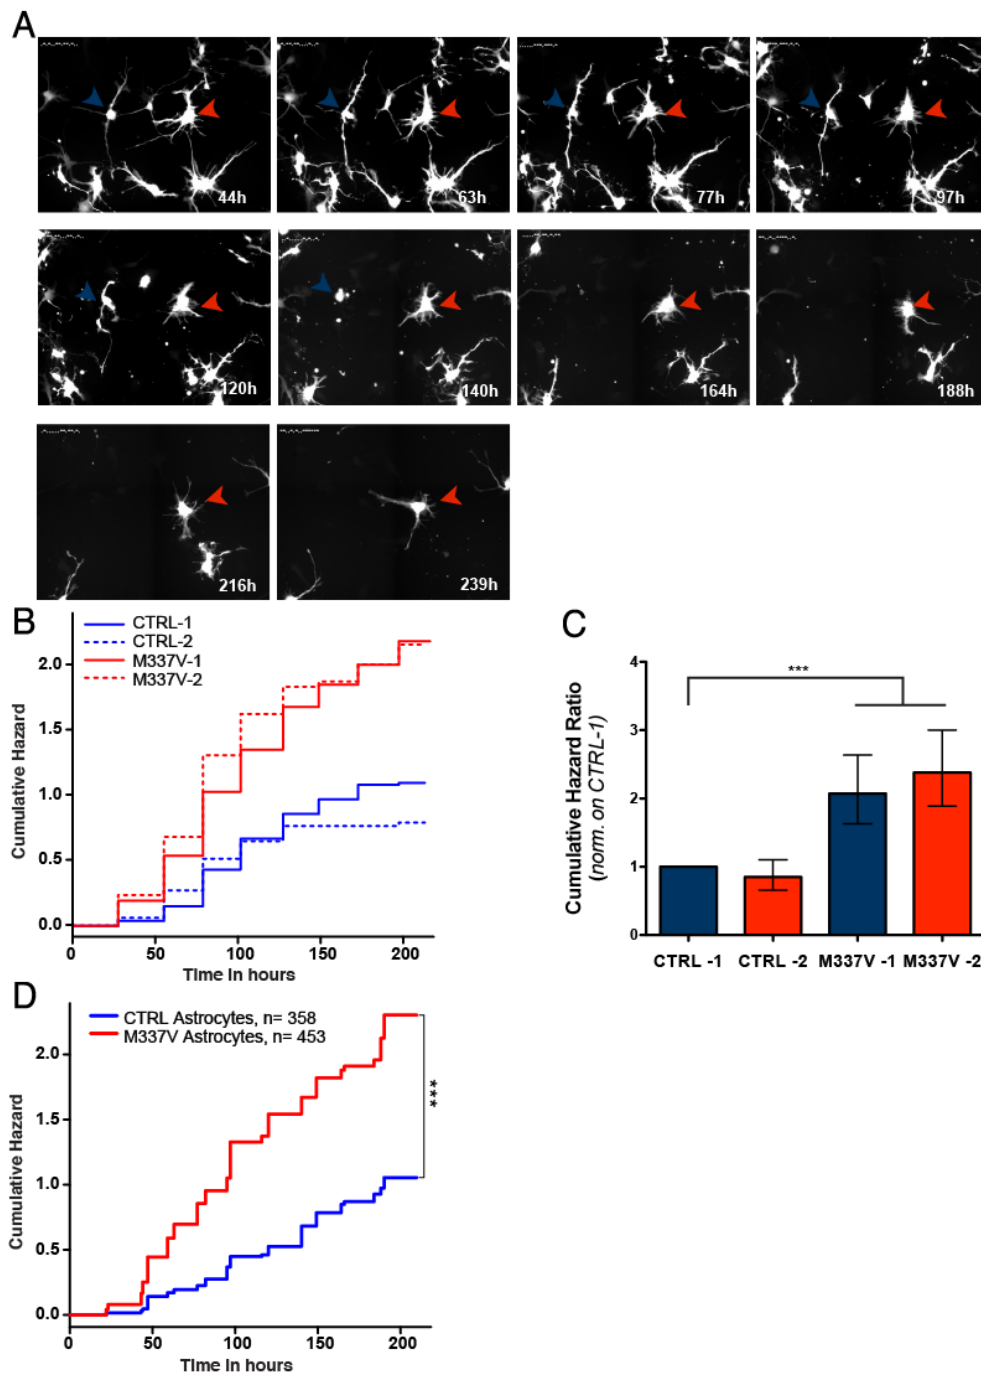 A
44h
63h
77h
97h
120h
140h
164h
188h
216h
239h
B
CTRL-1
CTRL-2
M337V-1
M337V-2
2.0
1.5
1.0
0.5
0.0
Cumulative Hazard
0
50
100
150
200
Time in hours
C
***
4
3
2
1
0
Cumulative Hazard Ratio
(norm. on CTRL-1)
CTRL -1
CTRL -2
M337V -1
M337V -2
D
CTRL Astrocytes, n= 358
M337V Astrocytes, n= 453
***
2.0
1.5
1.0
0.5
0.0
Cumulative Hazard
0
50
100
150
200
Time in hours